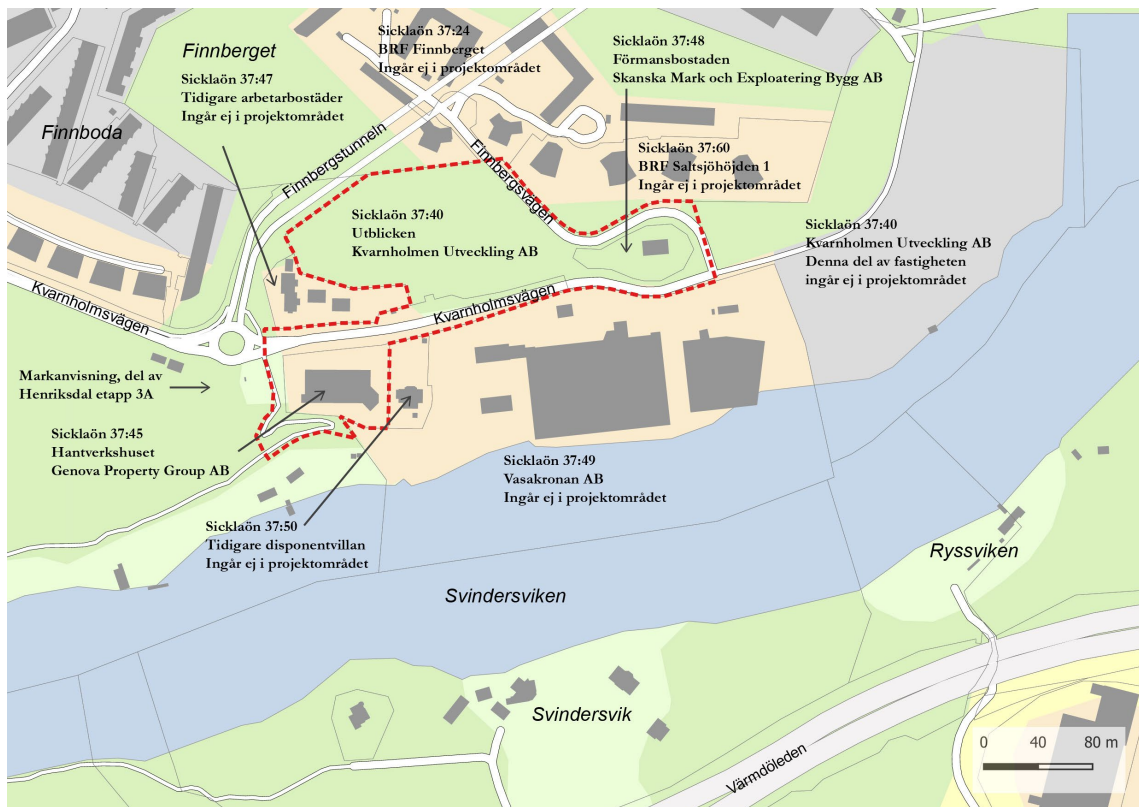 Sicklaön 37:24
BRF Finnberget
Ingår ej i projektområdet
Sicklaön 37:48
Förmansbostaden
Skanska Mark och Exploatering Bygg AB
Finnberget
Sicklaön 37:47
Tidigare arbetarbostäder
Ingår ej i projektområdet
Finnboda
Finnbergstunneln
Finnbergsvägen
Sicklaön 37:60
BRF Saltsjöhöjden 1
Ingår ej i projektområdet
Sicklaön 37:40
Utblicken
Kvarnholmen Utveckling AB
Sicklaön 37:40
Kvarnholmen Utveckling AB
Denna del av fastigheten
ingår ej i projektområdet
Kvarnholmsvägen
Kvarnholmsvägen
Markanvisning, del av
Henriksdal etapp 3A
Sicklaön 37:45
Hantverkshuset
Genova Property Group AB
Sicklaön 37:49
Vasakronan AB
Ingår ej i projektområdet
Sicklaön 37:50
Tidigare disponentvillan
Ingår ej i projektområdet
Ryssviken
Svindersviken
Svindersvik
Värmdöleden
0 40 80 m